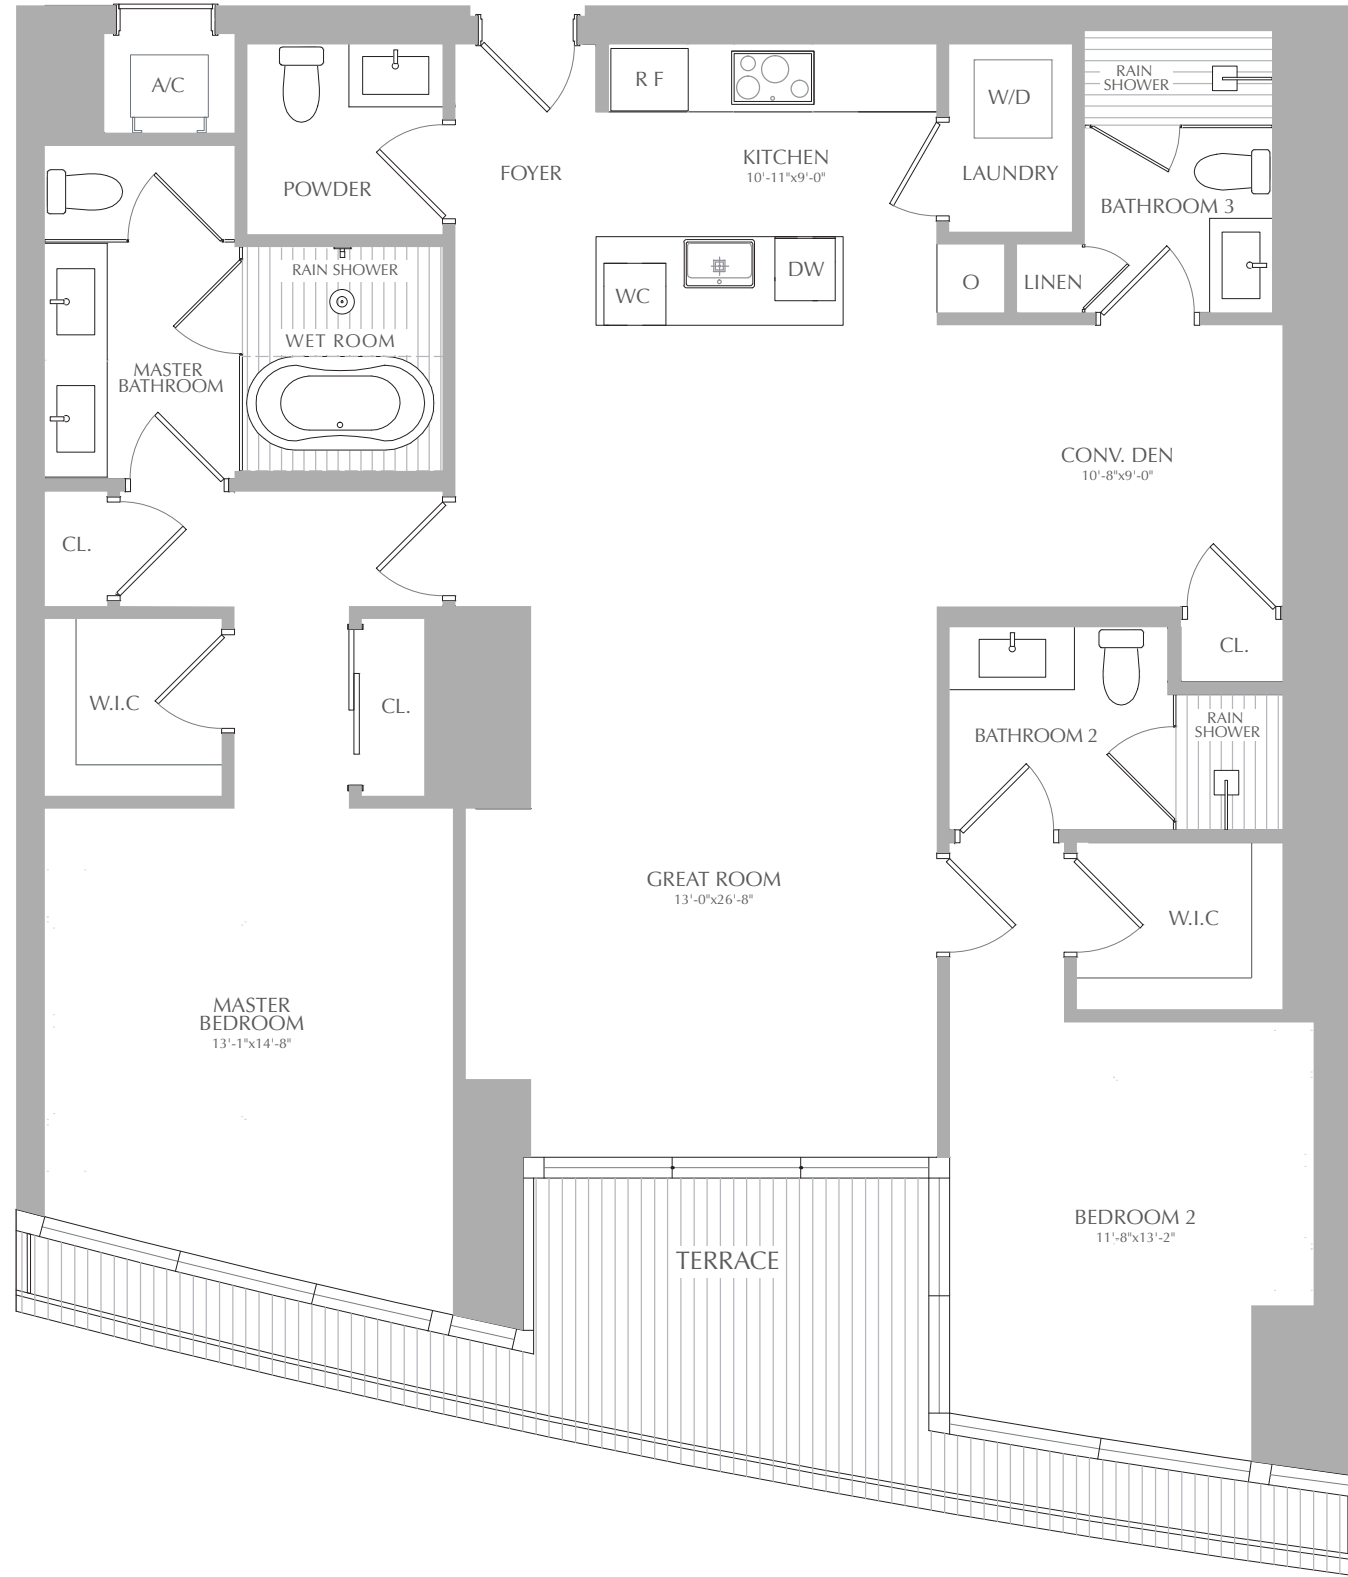 A/C
R F
W/D
RAIN
SHOWER
POWDER
FOYER
KITCHEN
10'-11"x9'-0"
LAUNDRY
BATHROOM 3
RAIN SHOWER
WET ROOM
WC
DW
O
LINEN
MASTER
BATHROOM
CONV. DEN
10'-8"x9'-0"
CL.
W.I.C
CL.
CL.
BATHROOM 2
RAIN
SHOWER
GREAT ROOM
13'-0"x26'-8"
W.I.C
MASTER
BEDROOM
13'-1"x14'-8"
BEDROOM 2
11'-8"x13'-2"
TERRACE